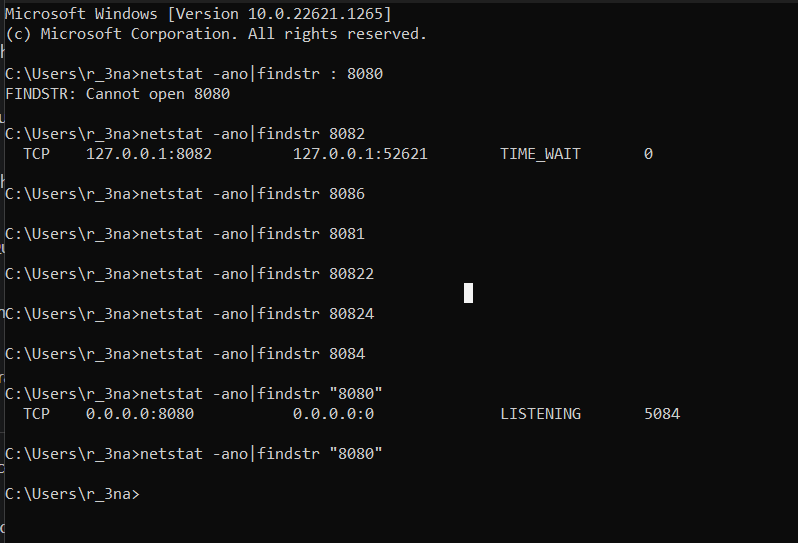 Microsoft Windows [Version 10.0.22621.1265]
(c) Microsoft Corporation. All rights reserved.
C:\Users\r_3na>netstat -ano|findstr : 8080
FINDSTR: Cannot open 8080
C:\Users\r_3na>netstat -ano|findstr 8082
TCP    127.0.0.1:8082         127.0.0.1:52621        TIME_WAIT       0
C:\Users\r_3na>netstat -ano|findstr 8086
C:\Users\r_3na>netstat -ano|findstr 8081
C:\Users\r_3na>netstat -ano|findstr 80822
C:\Users\r_3na>netstat -ano|findstr 80824
C:\Users\r_3na>netstat -ano|findstr 8084
C:\Users\r_3na>netstat -ano|findstr "8080"
TCP    0.0.0.0:8080           0.0.0.0:0              LISTENING       5084
C:\Users\r_3na>netstat -ano|findstr "8080"
C:\Users\r_3na>